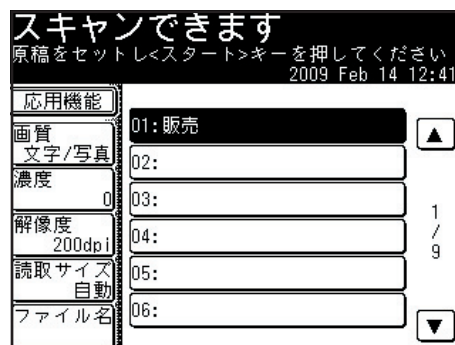 スキャンできます
原稿をセットし<スタート>キーを押してください
2009 Feb 14 12:41
応用機能
画質
文字/写真
濃度
0
解像度
200dpi
読取サイズ
自動
ファイル名
01:販売
02:
03:
04:
05:
06:
▲
1
/
9
▼